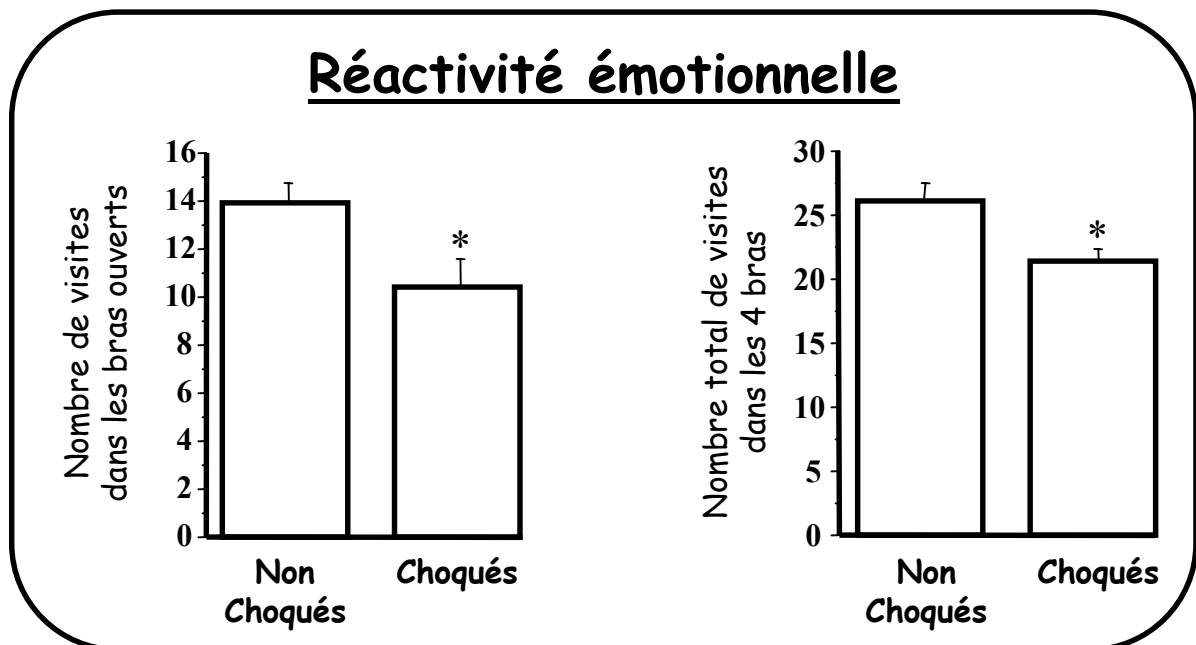 Réactivité émotionnelle
Nombre de visites
dans les bras ouverts
16
14
12
10
8
6
4
2
0
*
Non
Choqués
Choqués
Nombre total de visites
dans les 4 bras
30
25
20
15
10
5
0
*
Non
Choqués
Choqués